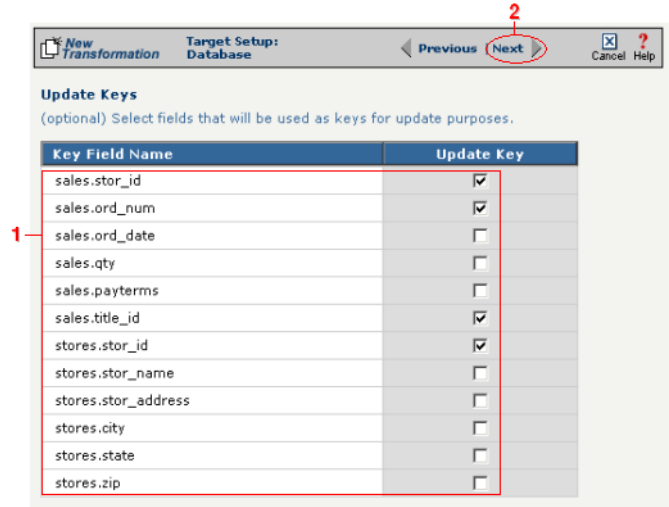 2
New Transformation
Target Setup: Database
Previous Next
Cancel Help
Update Keys
(optional) Select fields that will be used as keys for update purposes.
Key Field Name Update Key
sales.stor_id
sales.ord_num
1 sales.ord_date
sales.qty
sales.payterms
sales.title_id
stores.stor_id
stores.stor_name
stores.stor_address
stores.city
stores.state
stores.zip